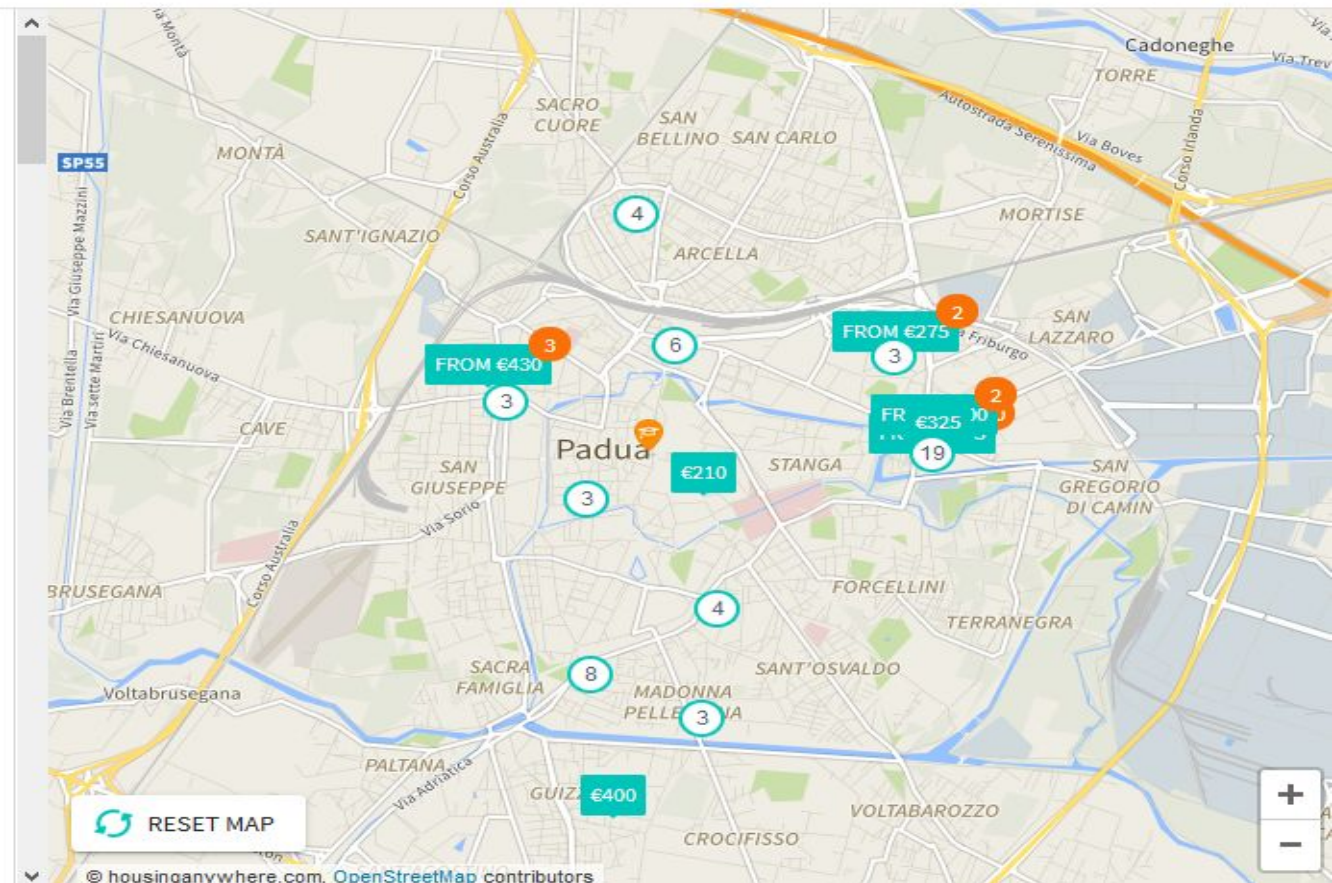 Cadoneghe
Via Trev
TORRE
Via Montà
SACRO
CUORE
SAN
BELLINO
SAN CARLO
Autostrada Serenissima
Via Boves
Corso Irlanda
Corso Australia
MONTÀ
SP55
Via Giuseppe Mazzini
SANT'IGNAZIO
4
MORTISE
ARCELLA
CHIESANUOVA
Via Chiesanuova
Via Brentella
Via sette Martiri
FROM €430
3
3
6
FROM €275
2
3
Friburgo
SAN
LAZZARO
CAVE
Padua
2
€325
19
SAN
GIUSEPPE
€210
STANGA
SAN
GREGORIO
DI CAMIN
3
Via Sorio
Corso Australia
BRUSEGANA
FORCELLINI
4
TERRANEGRA
SACRA
FAMIGLIA
8
SANT'OSVALDO
Voltabrusegana
MADONNA
3
PALTANA
Via Adriatica
€400
VOLTABAROZZO
CROCIFISSO
RESET MAP
+
−
© housinganywhere.com, OpenStreetMap contributors